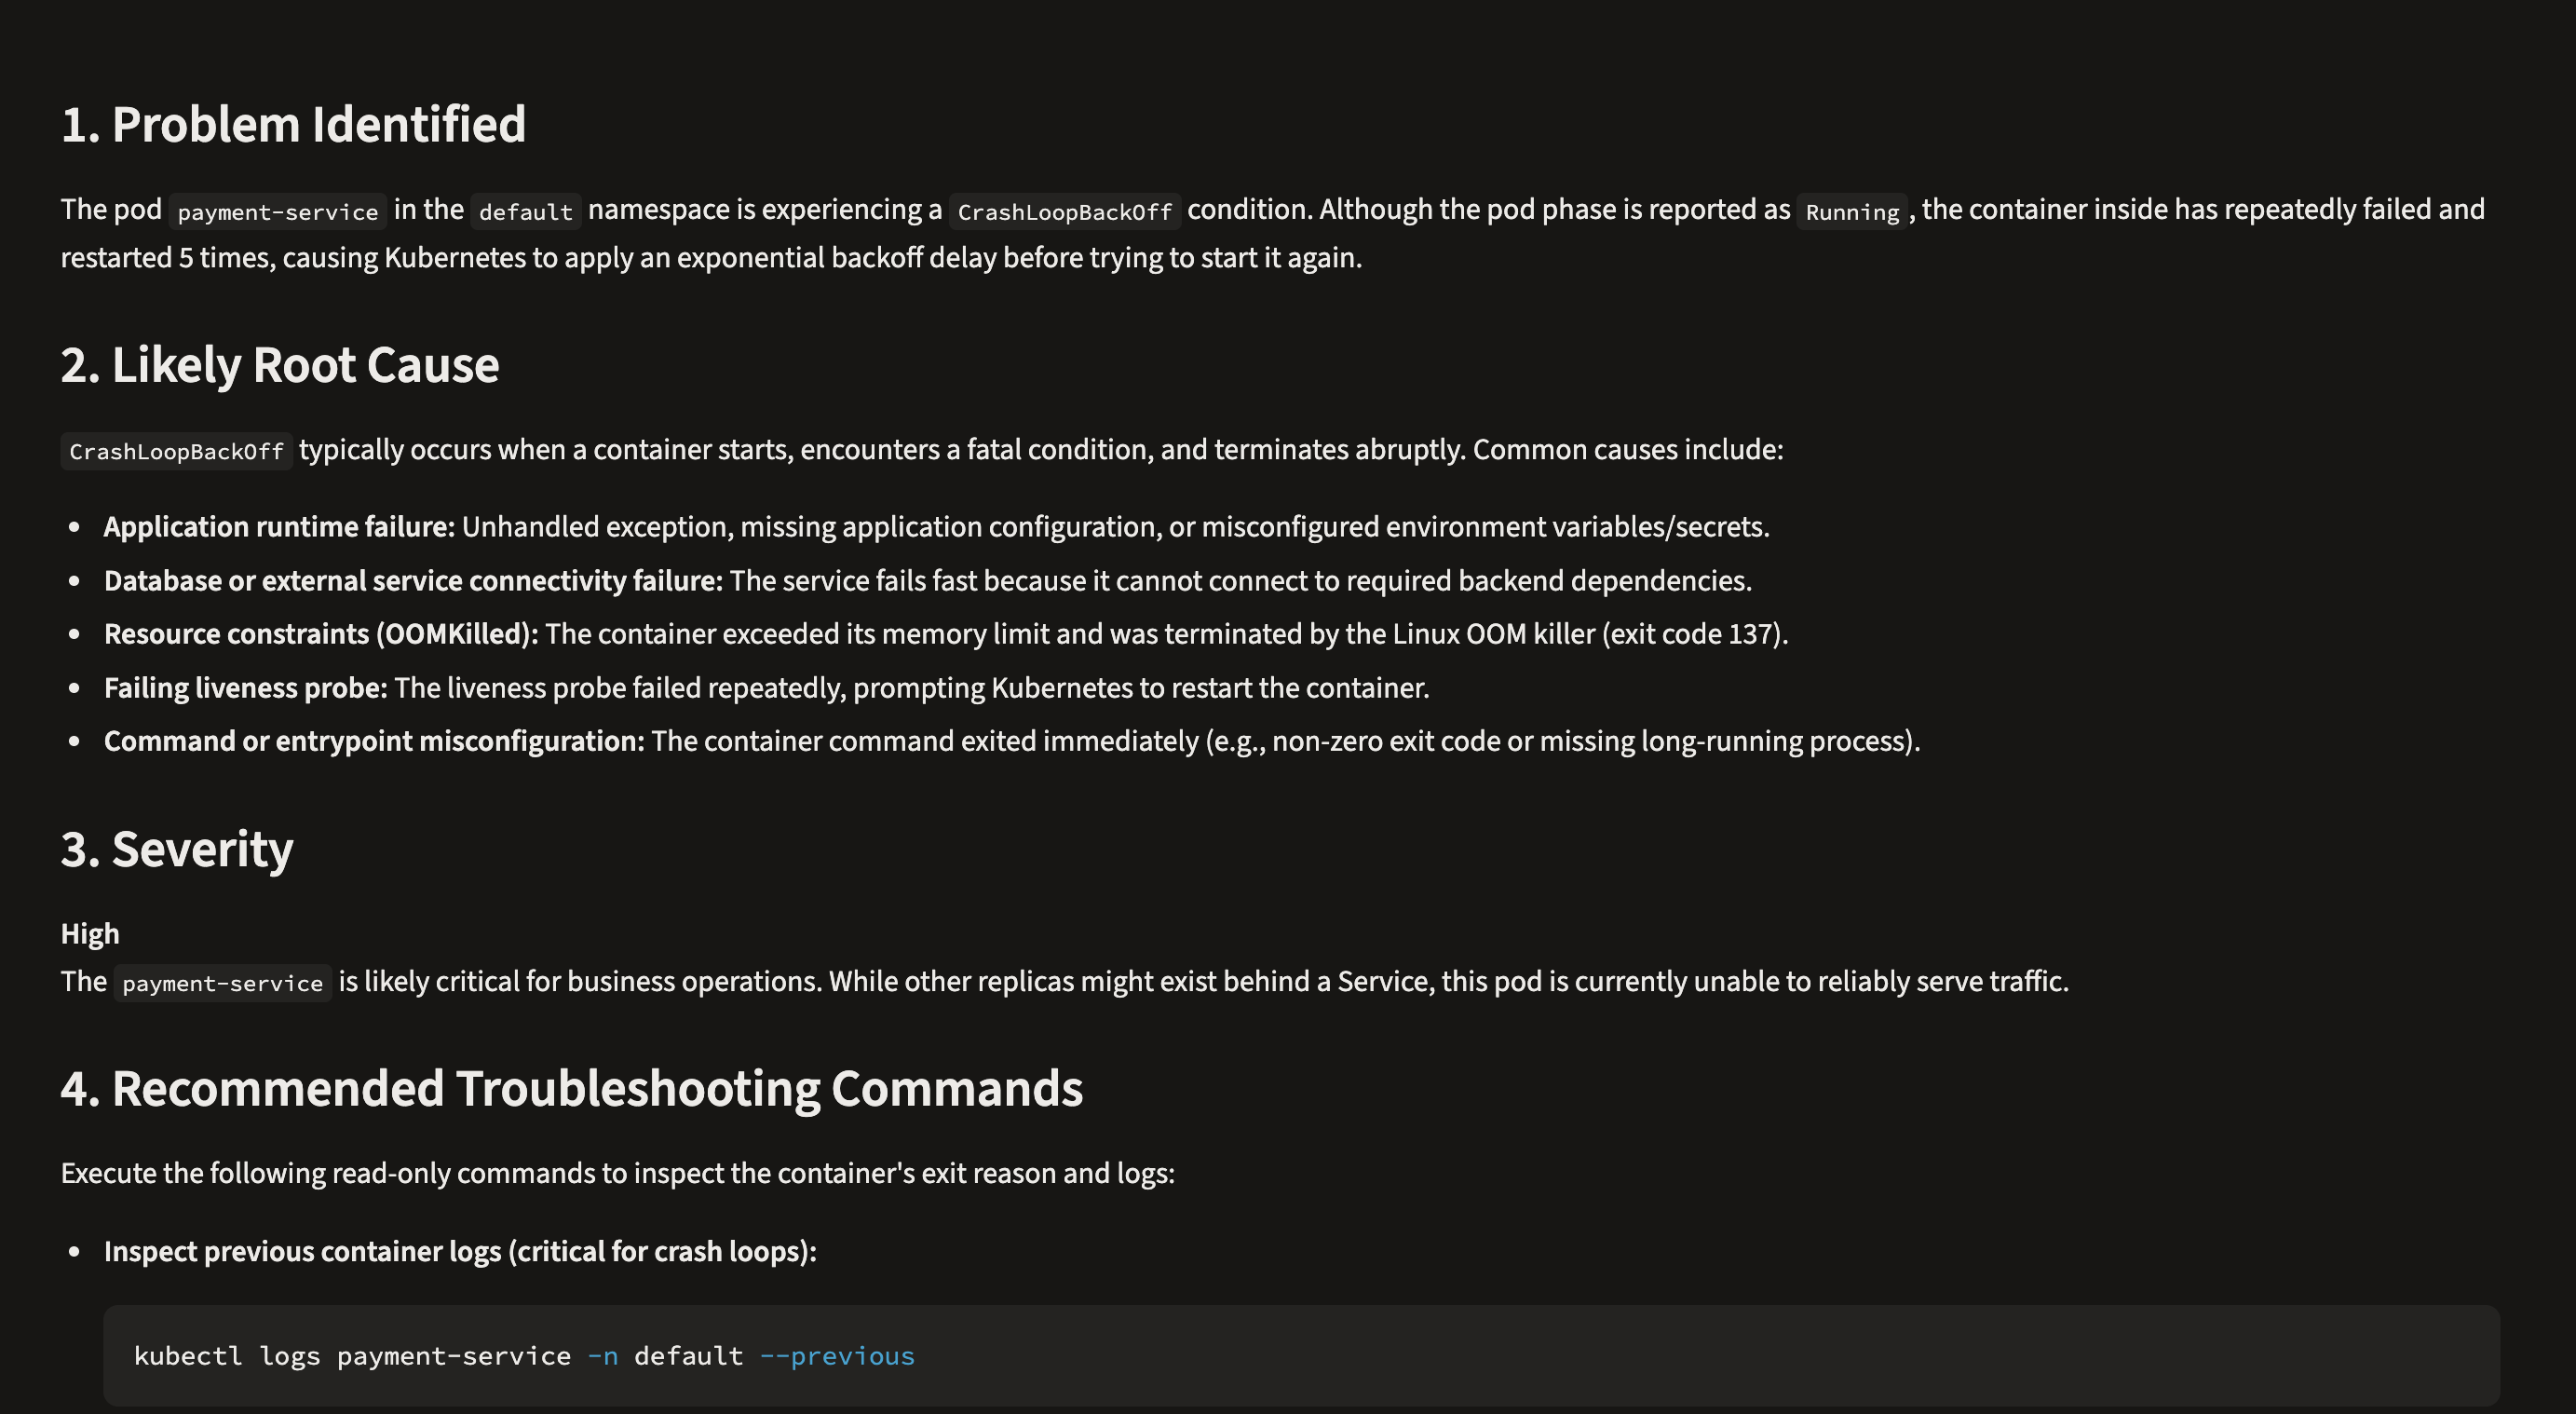 1. Problem Identified
The pod payment-service in the default namespace is experiencing a CrashLoopBackOff condition. Although the pod phase is reported as Running, the container inside has repeatedly failed and
restarted 5 times, causing Kubernetes to apply an exponential backoff delay before trying to start it again.
2. Likely Root Cause
CrashLoopBackOff typically occurs when a container starts, encounters a fatal condition, and terminates abruptly. Common causes include:
• Application runtime failure: Unhandled exception, missing application configuration, or misconfigured environment variables/secrets.
• Database or external service connectivity failure: The service fails fast because it cannot connect to required backend dependencies.
• Resource constraints (OOMKilled): The container exceeded its memory limit and was terminated by the Linux OOM killer (exit code 137).
• Failing liveness probe: The liveness probe failed repeatedly, prompting Kubernetes to restart the container.
• Command or entrypoint misconfiguration: The container command exited immediately (e.g., non-zero exit code or missing long-running process).
3. Severity
High
The payment-service is likely critical for business operations. While other replicas might exist behind a Service, this pod is currently unable to reliably serve traffic.
4. Recommended Troubleshooting Commands
Execute the following read-only commands to inspect the container's exit reason and logs:
• Inspect previous container logs (critical for crash loops):
kubectl logs payment-service -n default --previous